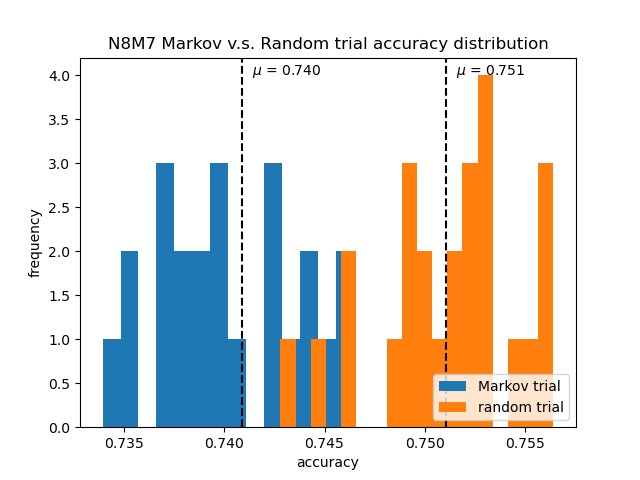 N8M7 Markov v.s. Random trial accuracy distribution
μ = 0.740
μ = 0.751
4.0
3.5
3.0
2.5
2.0
1.5
1.0
0.5
0.0
frequency
Markov trial
random trial
0.735 0.740 0.745 0.750 0.755
accuracy